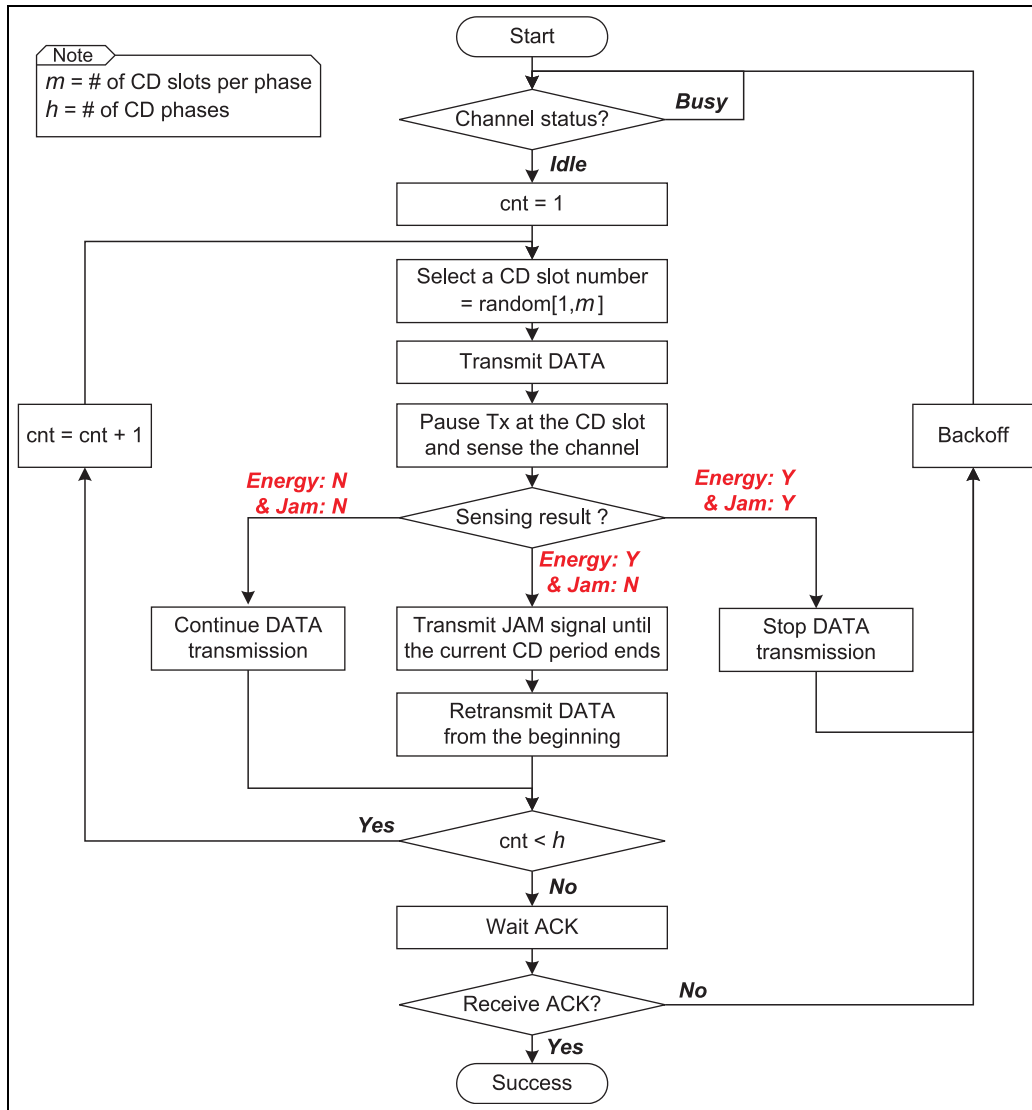 Start
Note
m = # of CD slots per phase
h = # of CD phases
Busy
Channel status?
Idle
cnt = 1
Select a CD slot number
= random[1,m]
Transmit DATA
Pause Tx at the CD slot
and sense the channel
cnt = cnt + 1
Backoff
Energy: N
& Jam: N
Energy: Y
& Jam: Y
Sensing result ?
Energy: Y
& Jam: N
Continue DATA
transmission
Transmit JAM signal until
the current CD period ends
Stop DATA
transmission
Retransmit DATA
from the beginning
Yes
cnt < h
No
Wait ACK
Receive ACK?
No
Yes
Success